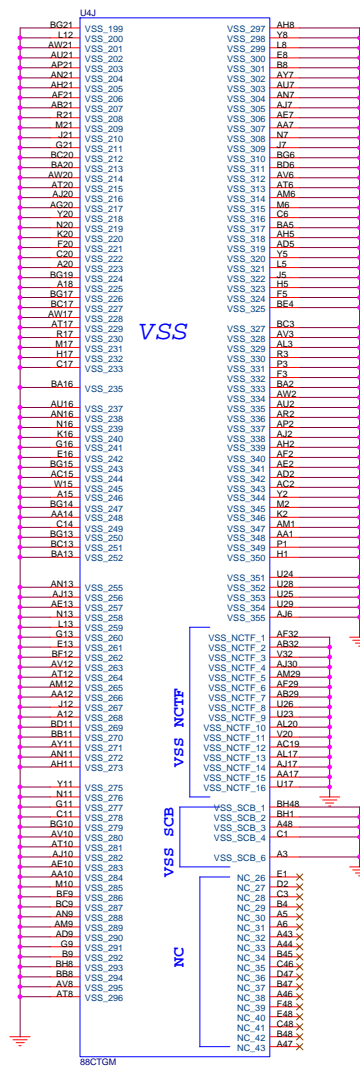 U4J
BG21 VSS_199
L12 VSS_200
AW21 VSS_201
AU21 VSS_202
AP21 VSS_203
AN21 VSS_204
AH21 VSS_205
AF21 VSS_206
AB21 VSS_207
R21 VSS_208
M21 VSS_209
J21 VSS_210
G21 VSS_211
BC20 VSS_212
BA20 VSS_213
AW20 VSS_214
AT20 VSS_215
AJ20 VSS_216
AG20 VSS_217
Y20 VSS_218
N20 VSS_219
K20 VSS_220
F20 VSS_221
C20 VSS_222
A20 VSS_223
BG19 VSS_224
A18 VSS_225
BG17 VSS_226
BC17 VSS_227
AW17 VSS_228
AT17 VSS_229
R17 VSS_230
M17 VSS_231
H17 VSS_232
C17 VSS_233
BA16 VSS_235
AU16 VSS_237
AN16 VSS_238
N16 VSS_239
K16 VSS_240
G16 VSS_241
E16 VSS_242
BG15 VSS_243
AC15 VSS_244
W15 VSS_245
A15 VSS_246
BG14 VSS_247
AA14 VSS_248
C14 VSS_249
BG13 VSS_250
BC13 VSS_251
BA13 VSS_252
AN13 VSS_255
AJ13 VSS_256
AE13 VSS_257
N13 VSS_258
L13 VSS_259
G13 VSS_260
E13 VSS_261
BF12 VSS_262
AV12 VSS_263
AT12 VSS_264
AM12 VSS_265
AA12 VSS_266
J12 VSS_267
A12 VSS_268
BD11 VSS_269
BB11 VSS_270
AY11 VSS_271
AN11 VSS_272
AH11 VSS_273
Y11 VSS_275
N11 VSS_276
G11 VSS_277
C11 VSS_278
BG10 VSS_279
AV10 VSS_280
AT10 VSS_281
AJ10 VSS_282
AE10 VSS_283
AA10 VSS_284
M10 VSS_285
BF9 VSS_286
BC9 VSS_287
AN9 VSS_288
AM9 VSS_289
AD9 VSS_290
G9 VSS_291
B9 VSS_292
BH8 VSS_293
BB8 VSS_294
AV8 VSS_295
AT8 VSS_296
VSS
VSS_297 AH8
VSS_298 Y8
VSS_299 L8
VSS_300 E8
VSS_301 B8
VSS_302 AY7
VSS_303 AU7
VSS_304 AN7
VSS_305 AJ7
VSS_306 AE7
VSS_307 AA7
VSS_308 N7
VSS_309 J7
VSS_310 BG6
VSS_311 BD6
VSS_312 AV6
VSS_313 AT6
VSS_314 AM6
VSS_315 M6
VSS_316 C6
VSS_317 BA5
VSS_318 AH5
VSS_319 AD5
VSS_320 Y5
VSS_321 L5
VSS_322 J5
VSS_323 H5
VSS_324 F5
VSS_325 BE4
VSS_327 BC3
VSS_328 AV3
VSS_329 AL3
VSS_330 R3
VSS_331 P3
VSS_332 F3
VSS_333 BA2
VSS_334 AW2
VSS_335 AU2
VSS_336 AR2
VSS_337 AP2
VSS_338 AJ2
VSS_339 AH2
VSS_340 AF2
VSS_341 AE2
VSS_342 AD2
VSS_343 AC2
VSS_344 Y2
VSS_345 M2
VSS_346 K2
VSS_347 AM1
VSS_348 AA1
VSS_349 P1
VSS_350 H1
VSS_351 U24
VSS_352 U28
VSS_353 U25
VSS_354 U29
VSS_355 AJ6
VSS NCTF
VSS_NCTF_1 AF32
VSS_NCTF_2 AB32
VSS_NCTF_3 V32
VSS_NCTF_4 AJ30
VSS_NCTF_5 AM29
VSS_NCTF_6 AF29
VSS_NCTF_7 AB29
VSS_NCTF_8 U26
VSS_NCTF_9 U23
VSS_NCTF_10 AL20
VSS_NCTF_11 V20
VSS_NCTF_12 AC19
VSS_NCTF_13 AL17
VSS_NCTF_14 AJ17
VSS_NCTF_15 AA17
VSS_NCTF_16 U17
VSS SCB
VSS_SCB_1 BH48
VSS_SCB_2 BH1
VSS_SCB_3 A48
VSS_SCB_4 C1
VSS_SCB_6 A3
NC
NC_26 E1
NC_27 D2
NC_28 C3
NC_29 B4
NC_30 A5
NC_31 A6
NC_32 A43
NC_33 A44
NC_34 B45
NC_35 C46
NC_36 D47
NC_37 B47
NC_38 A46
NC_39 F48
NC_40 E48
NC_41 C48
NC_42 B48
NC_43 A47
88CTGM